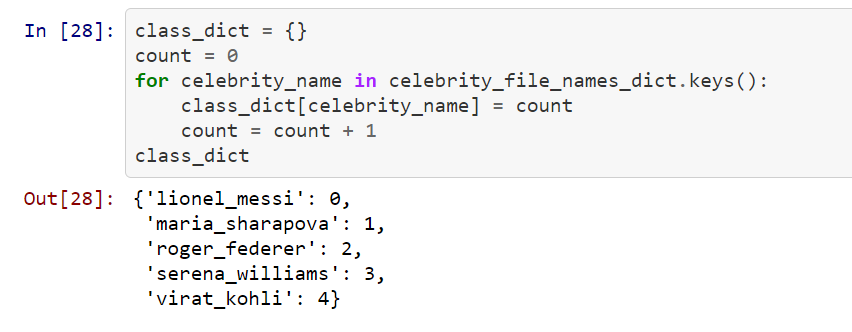 In [28]: class_dict = {}
count = 0
for celebrity_name in celebrity_file_names_dict.keys():
    class_dict[celebrity_name] = count
    count = count + 1
class_dict
Out[28]: {'lionel_messi': 0,
 'maria_sharapova': 1,
 'roger_federer': 2,
 'serena_williams': 3,
 'virat_kohli': 4}